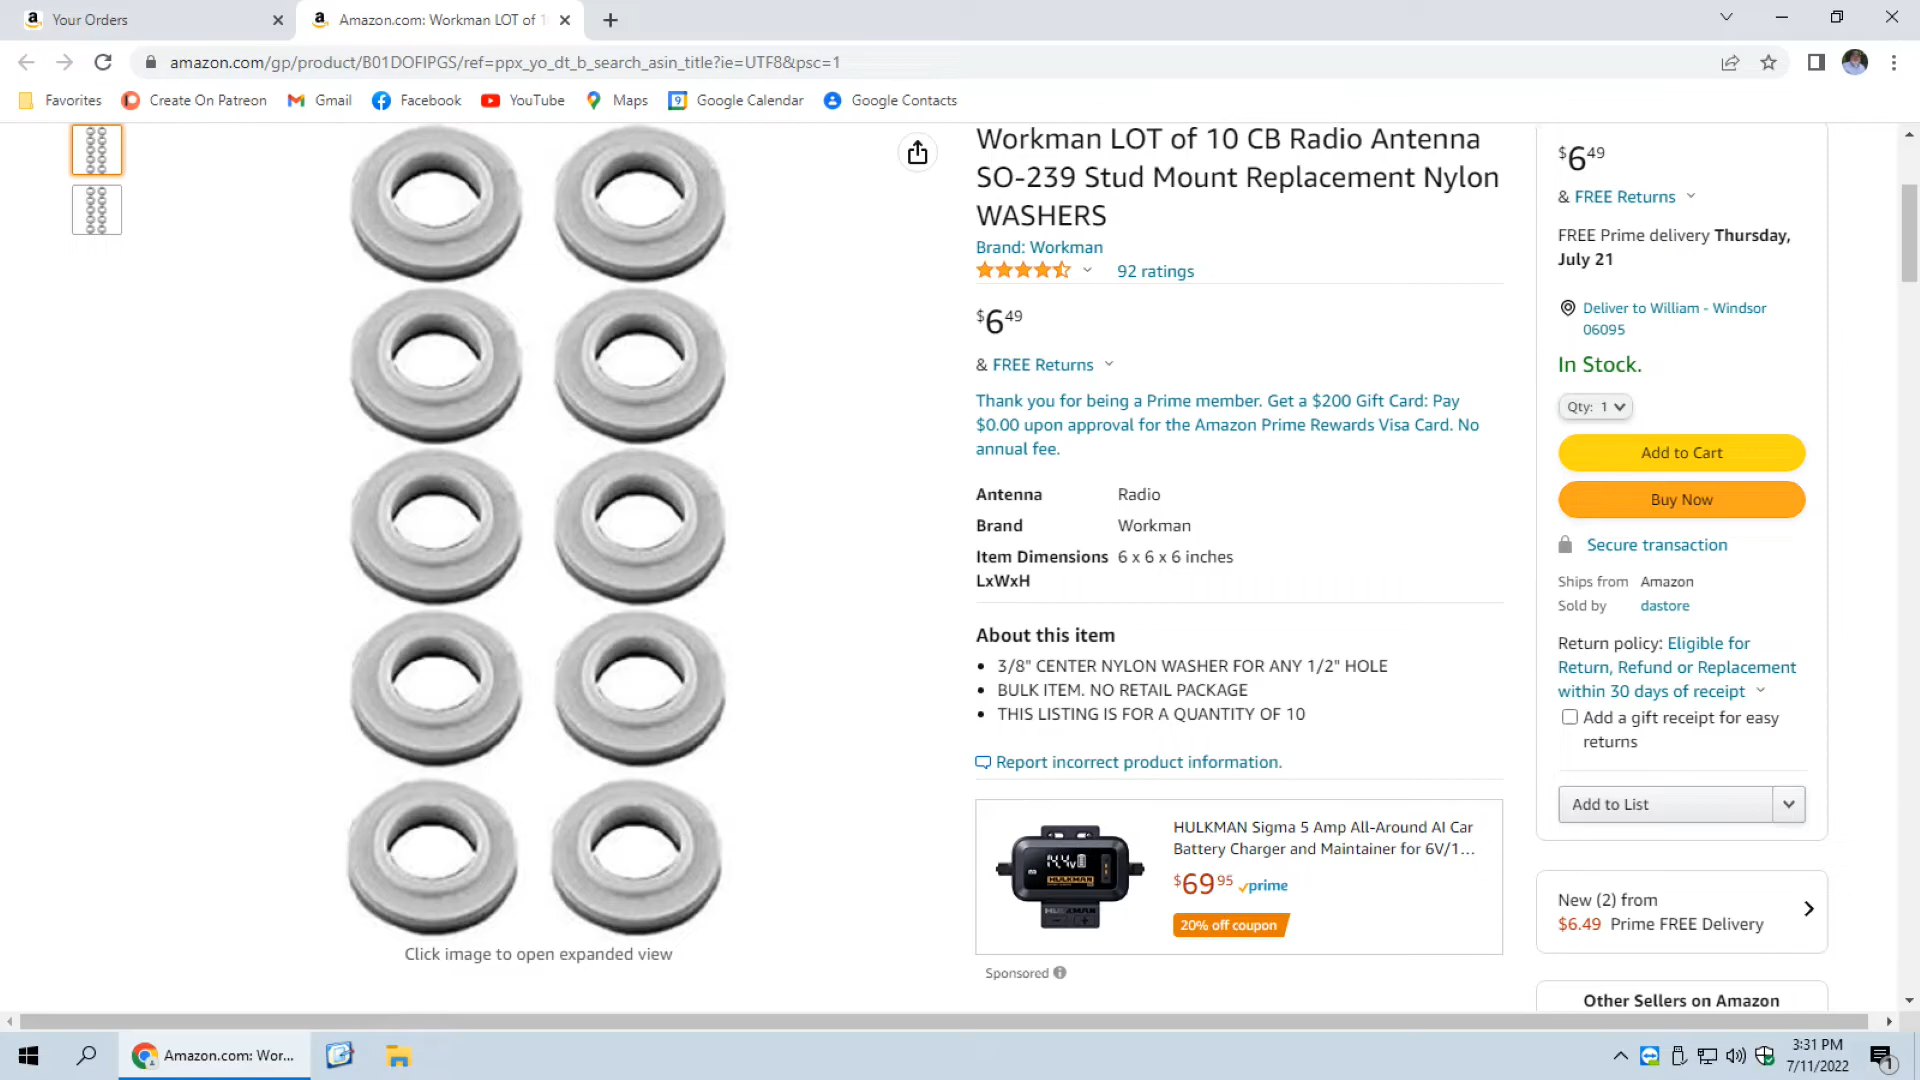 Your Orders
Amazon.com: Workman LOT of 10
amazon.com/gp/product/B01DOFIPGS/ref=ppx_yo_dt_b_search_asin_title?ie=UTF8&psc=1
Favorites
Create On Patreon
Gmail
Facebook
YouTube
Maps
9
Google Calendar
Google Contacts
Click image to open expanded view
Workman LOT of 10 CB Radio Antenna
SO-239 Stud Mount Replacement Nylon
WASHERS
Brand: Workman
92 ratings
$6 49
& FREE Returns
Thank you for being a Prime member. Get a $200 Gift Card: Pay
$0.00 upon approval for the Amazon Prime Rewards Visa Card. No
annual fee.
Antenna Radio
Brand Workman
Item Dimensions 6 x 6 x 6 inches
LxWxH
About this item
• 3/8" CENTER NYLON WASHER FOR ANY 1/2" HOLE
• BULK ITEM. NO RETAIL PACKAGE
• THIS LISTING IS FOR A QUANTITY OF 10
Report incorrect product information.
14.4V
HULKMAN
HULKMAN
HULKMAN Sigma 5 Amp All-Around AI Car
Battery Charger and Maintainer for 6V/1...
$69 95 prime
20% off coupon
Sponsored
$6 49
& FREE Returns
FREE Prime delivery Thursday,
July 21
Deliver to William - Windsor
06095
In Stock.
Qty: 1
Add to Cart
Buy Now
Secure transaction
Ships from Amazon
Sold by dastore
Return policy: Eligible for
Return, Refund or Replacement
within 30 days of receipt
Add a gift receipt for easy
returns
Add to List
New (2) from
$6.49 Prime FREE Delivery
Other Sellers on Amazon
Amazon.com: Wor...
3:31 PM
7/11/2022
1